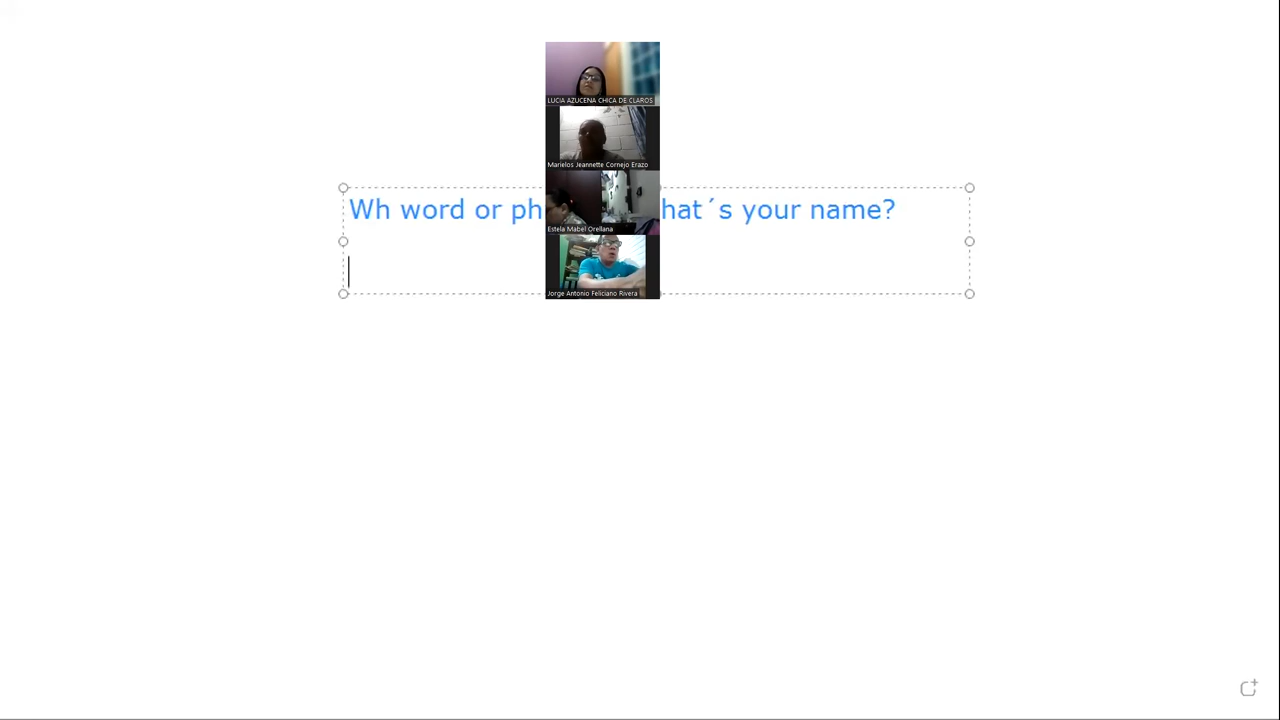 LUCIA AZUCENA CHICA DE CLAROS
Marielos Jeannette Cornejo Erazo
Wh word or ph hat´s your name?
Estela Mabel Orellana
Jorge Antonio Feliciano Rivera